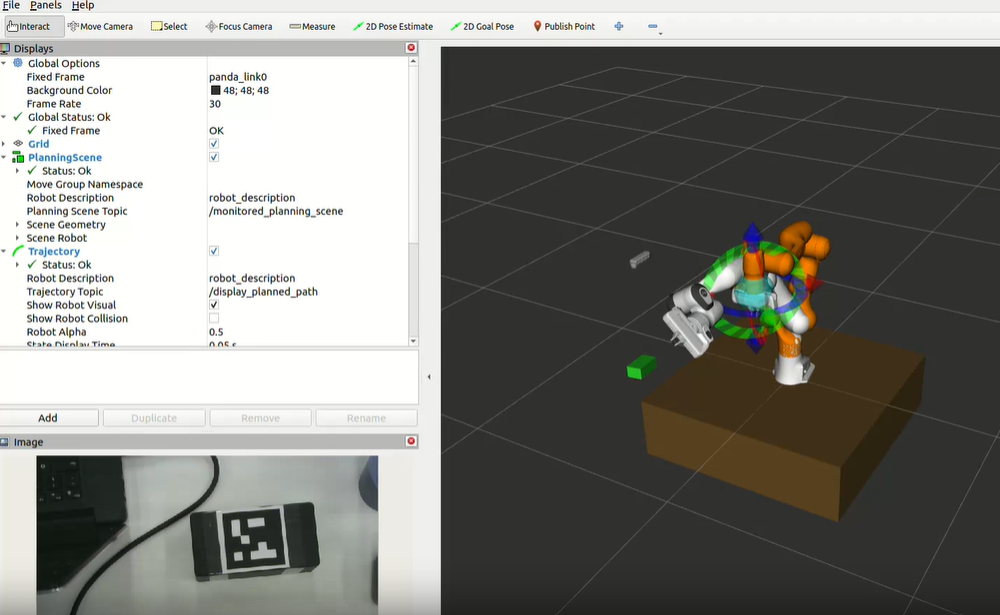 File Panels Help
Interact Move Camera Select Focus Camera Measure 2D Pose Estimate 2D Goal Pose Publish Point
Displays
Global Options
Fixed Frame panda_link0
Background Color 48; 48; 48
Frame Rate 30
Global Status: Ok
Fixed Frame OK
Grid
PlanningScene
Status: Ok
Move Group Namespace
Robot Description robot_description
Planning Scene Topic /monitored_planning_scene
Scene Geometry
Scene Robot
Trajectory
Status: Ok
Robot Description robot_description
Trajectory Topic /display_planned_path
Show Robot Visual
Show Robot Collision
Robot Alpha 0.5
State Display Time 0.05 s
Add Duplicate Remove Rename
Image